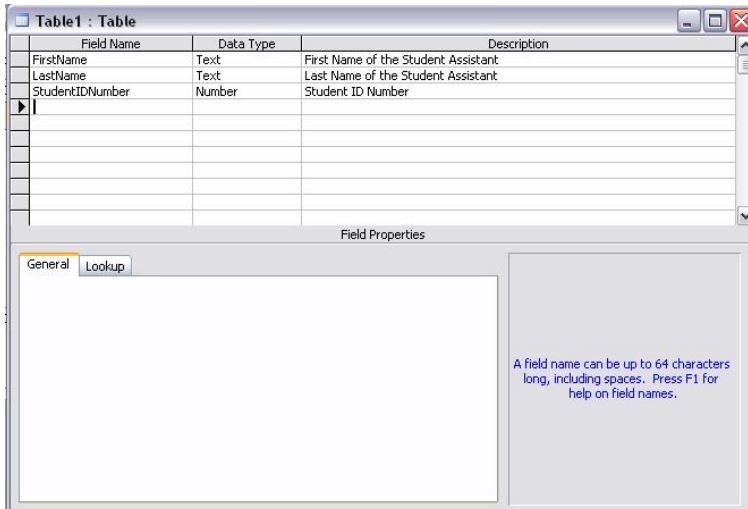 Table1 : Table
Field Name Data Type Description
FirstName Text First Name of the Student Assistant
LastName Text Last Name of the Student Assistant
StudentIDNumber Number Student ID Number
Field Properties
General Lookup
A field name can be up to 64 characters
long, including spaces. Press F1 for
help on field names.